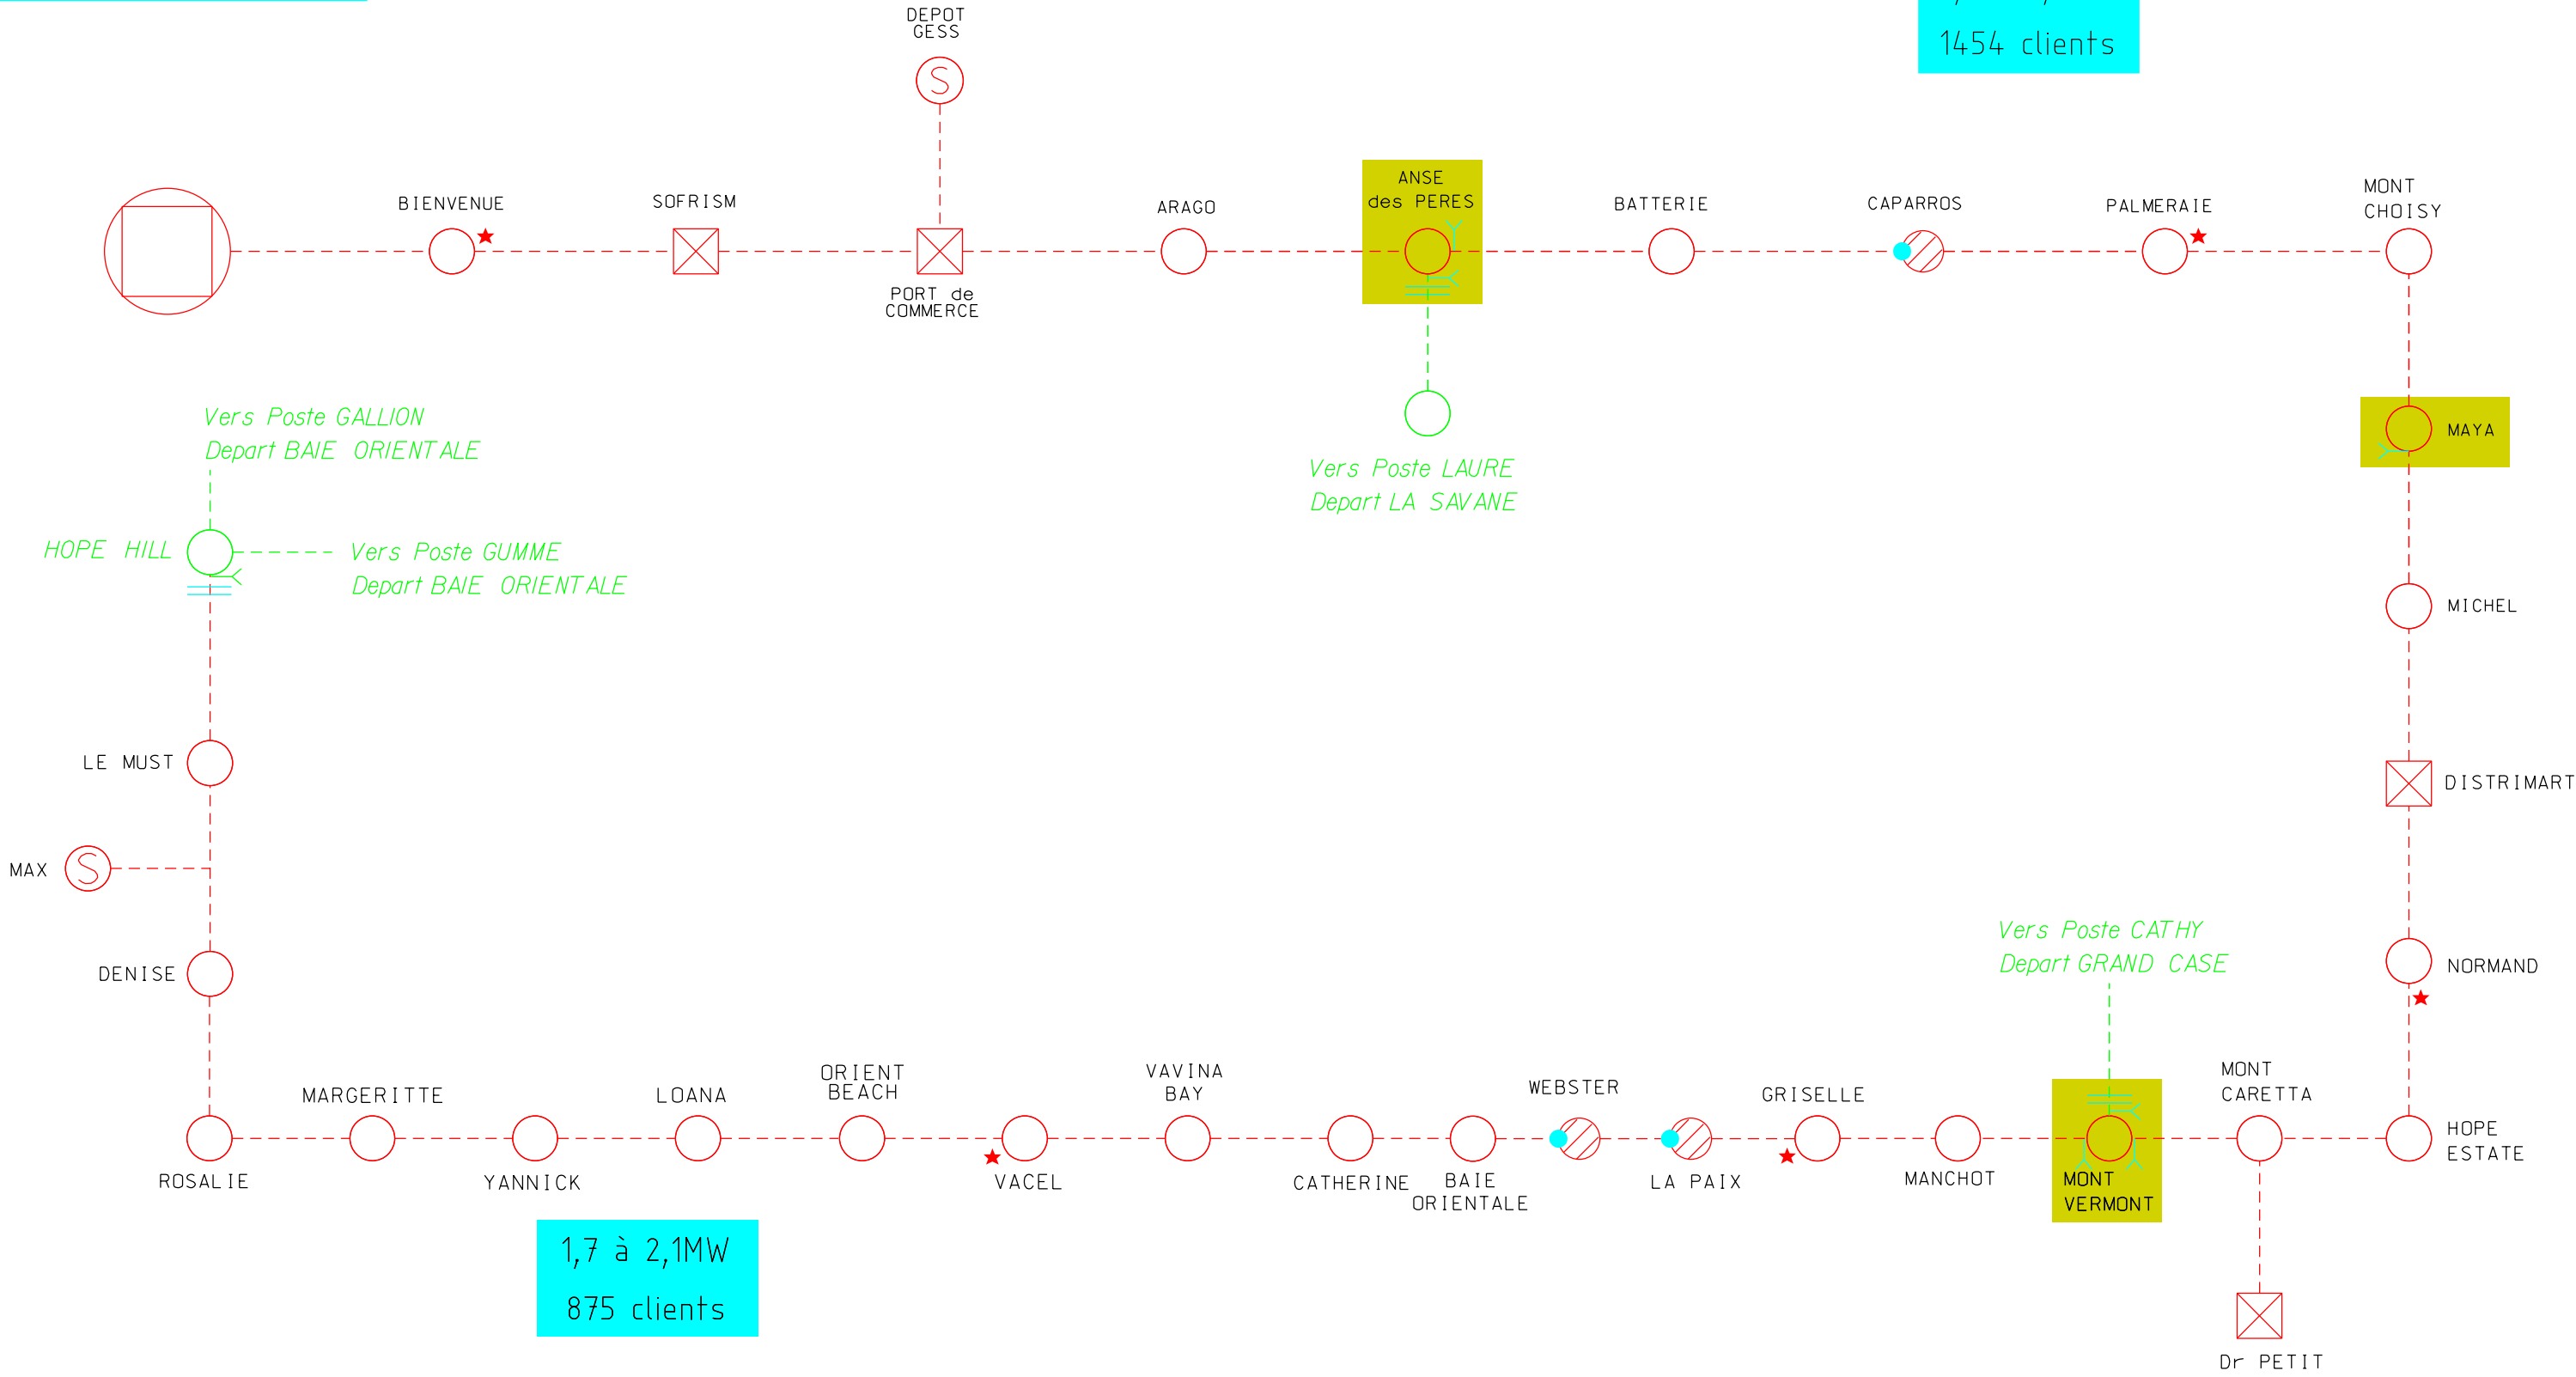 1454 clients
DEPOT
GESS
S
BIENVENUE
SOFRISM
PORT de
COMMERCE
ARAGO
ANSE
des PERES
BATTERIE
CAPARROS
PALMERAIE
MONT
CHOISY
Vers Poste GALLION
Depart BAIE ORIENTALE
HOPE HILL
Vers Poste GUMME
Depart BAIE ORIENTALE
Vers Poste LAURE
Depart LA SAVANE
MAYA
MICHEL
LE MUST
DISTRIMART
MAX
S
DENISE
Vers Poste CATHY
Depart GRAND CASE
NORMAND
MARGERITTE
LOANA
ORIENT
BEACH
VAVINA
BAY
WEBSTER
GRISELLE
MONT
CARETTA
HOPE
ESTATE
ROSALIE
YANNICK
VACEL
CATHERINE
BAIE
ORIENTALE
LA PAIX
MANCHOT
MONT
VERMONT
1,7 à 2,1MW
875 clients
Dr PETIT